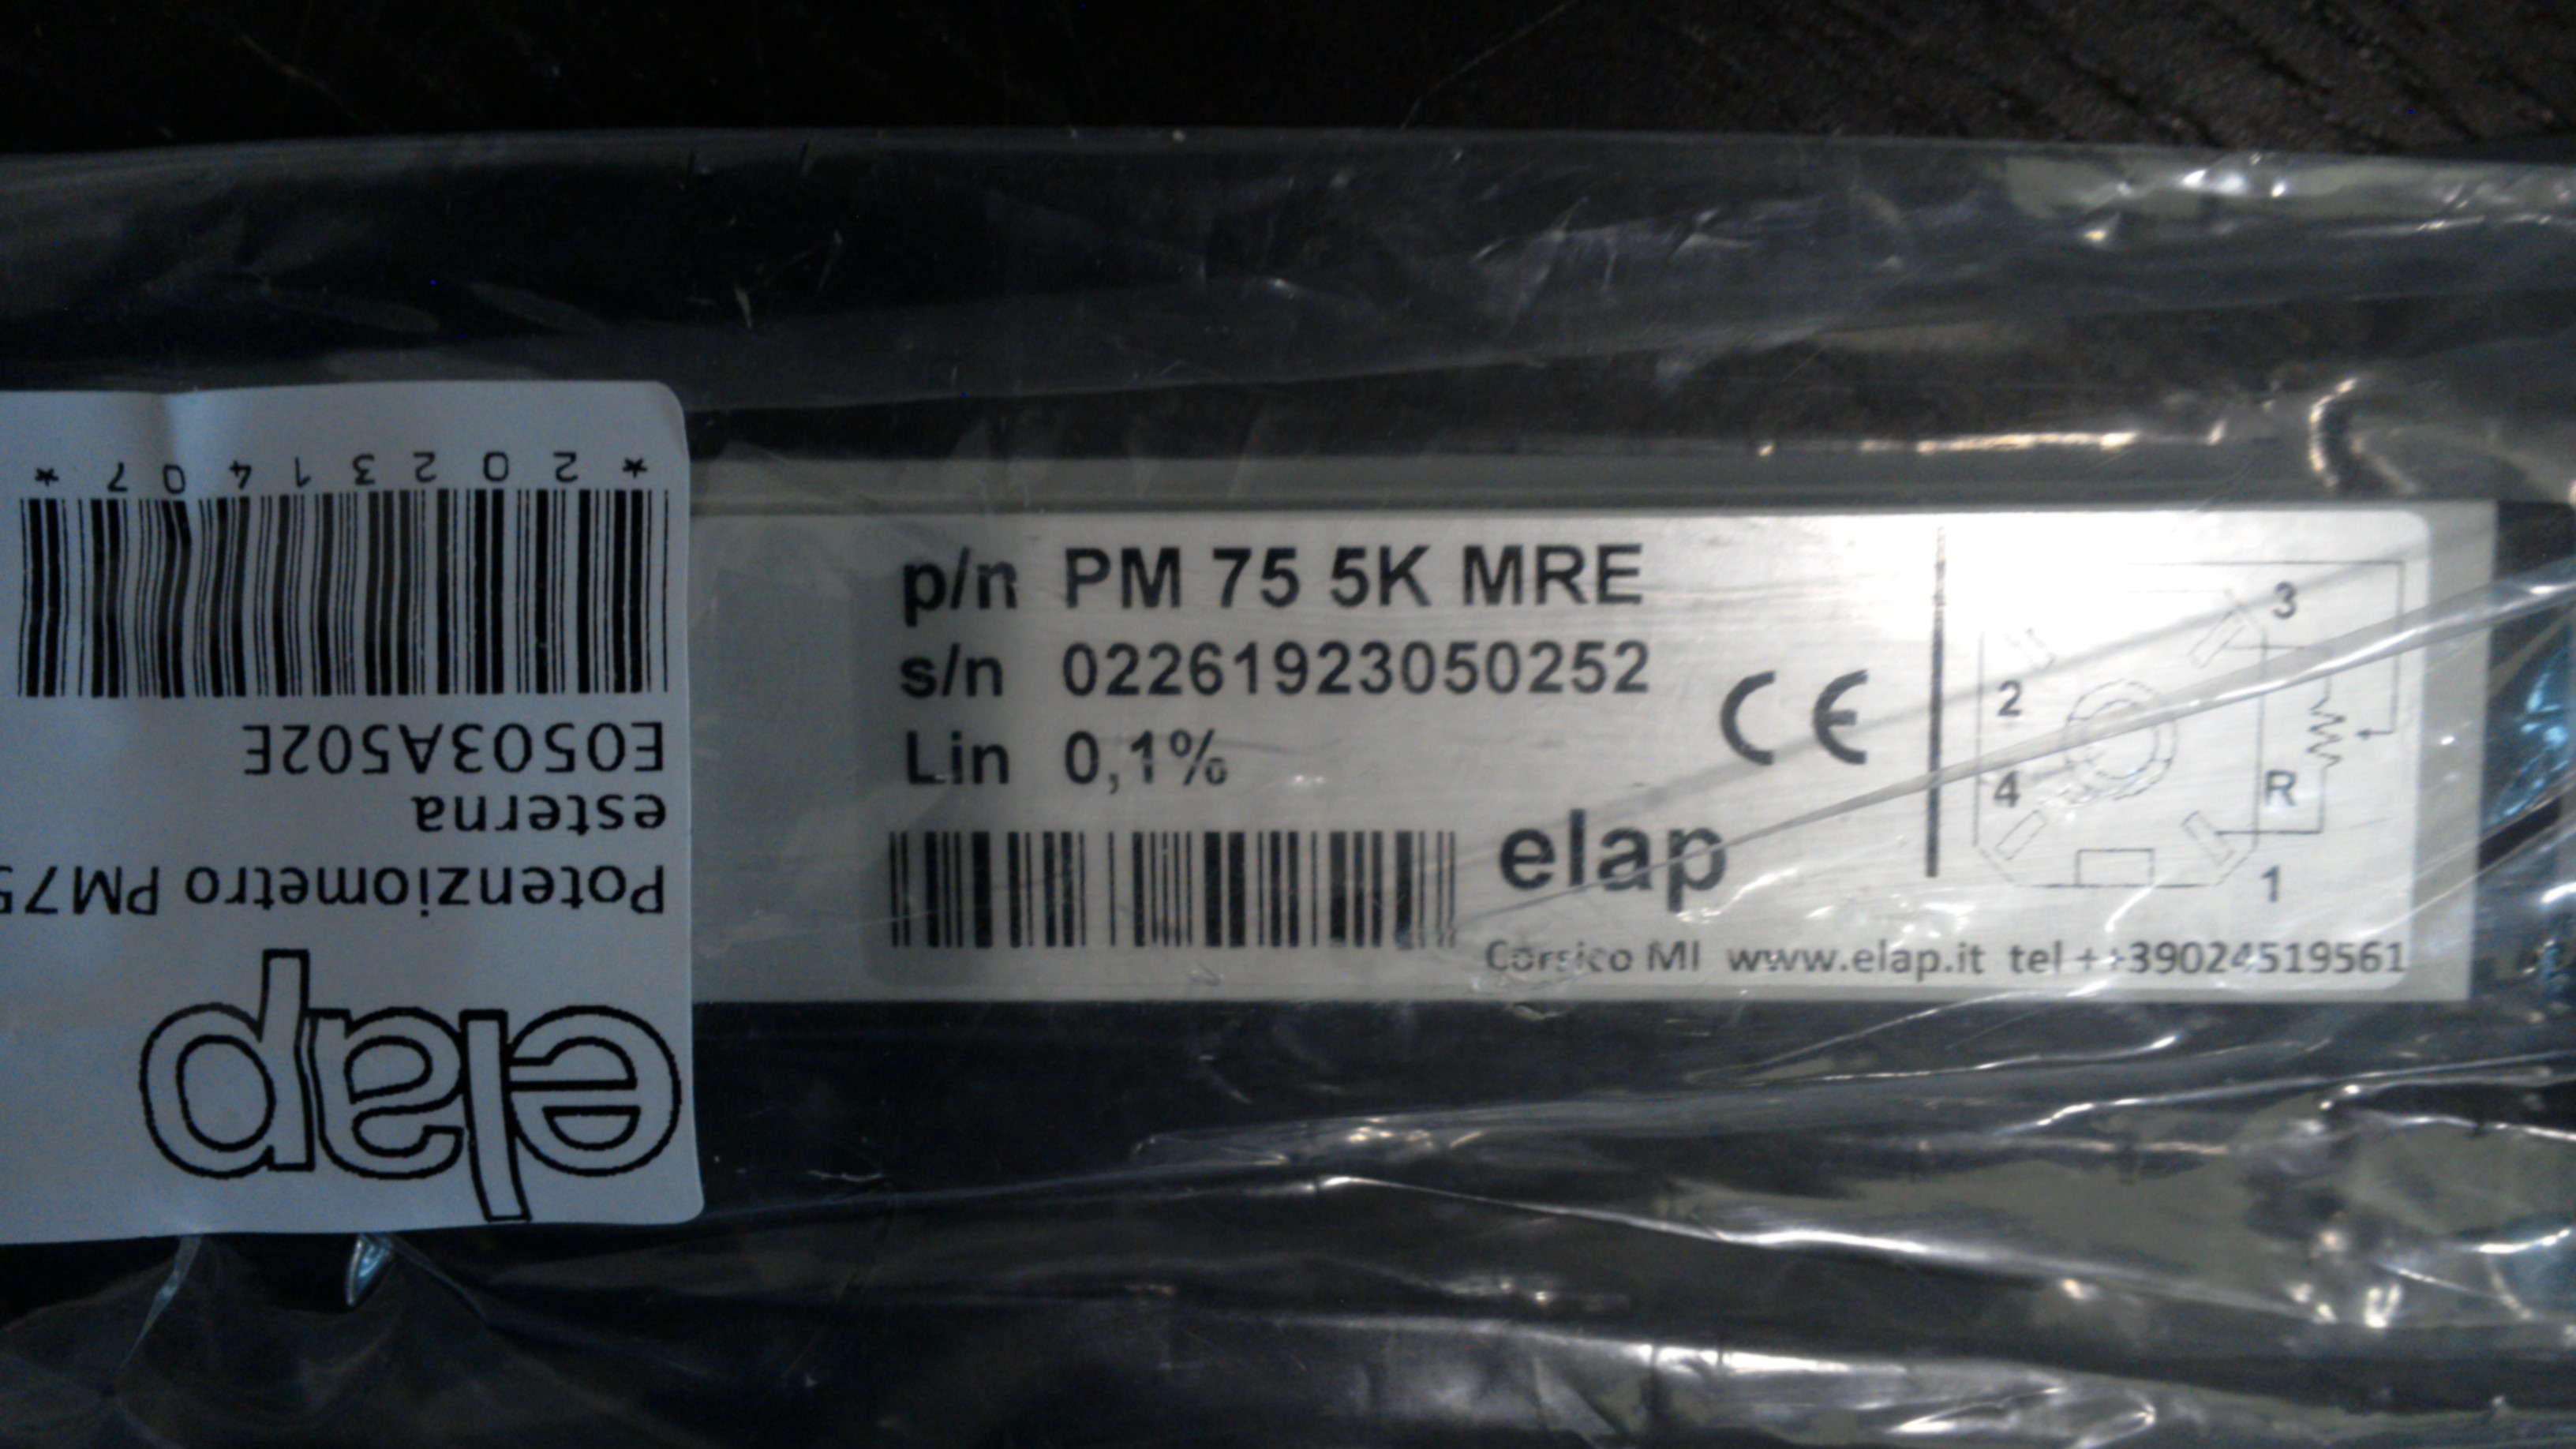 p/n PM 75 5K MRE
s/n 02261923050252
Lin 0,1%
CE
elap
Corsico MI www.elap.it tel ++39024519561
3
2
4
R
1
elap
Potenziometro PM75
esterna
E0503A502E
*20231407*